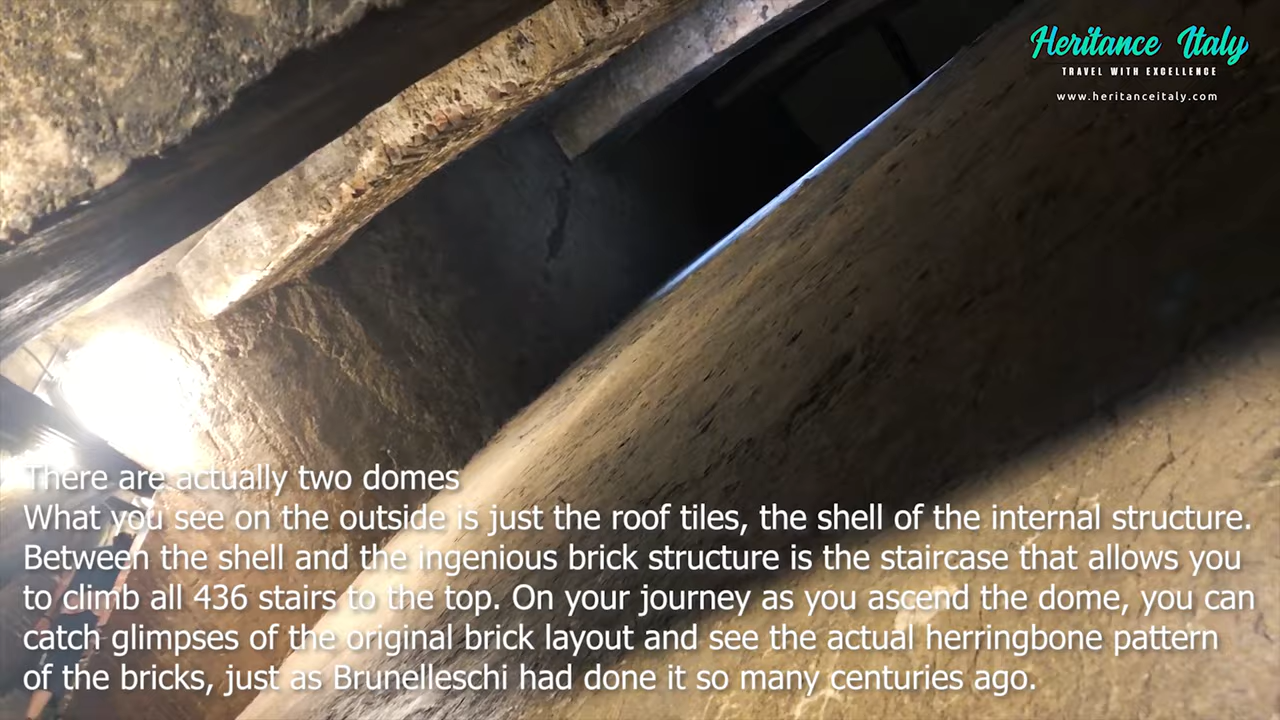 Heritance Italy
TRAVEL WITH EXCELLENCE
www.heritanceitaly.com
There are actually two domes
What you see on the outside is just the roof tiles, the shell of the internal structure.
Between the shell and the ingenious brick structure is the staircase that allows you
to climb all 436 stairs to the top. On your journey as you ascend the dome, you can
catch glimpses of the original brick layout and see the actual herringbone pattern
of the bricks, just as Brunelleschi had done it so many centuries ago.